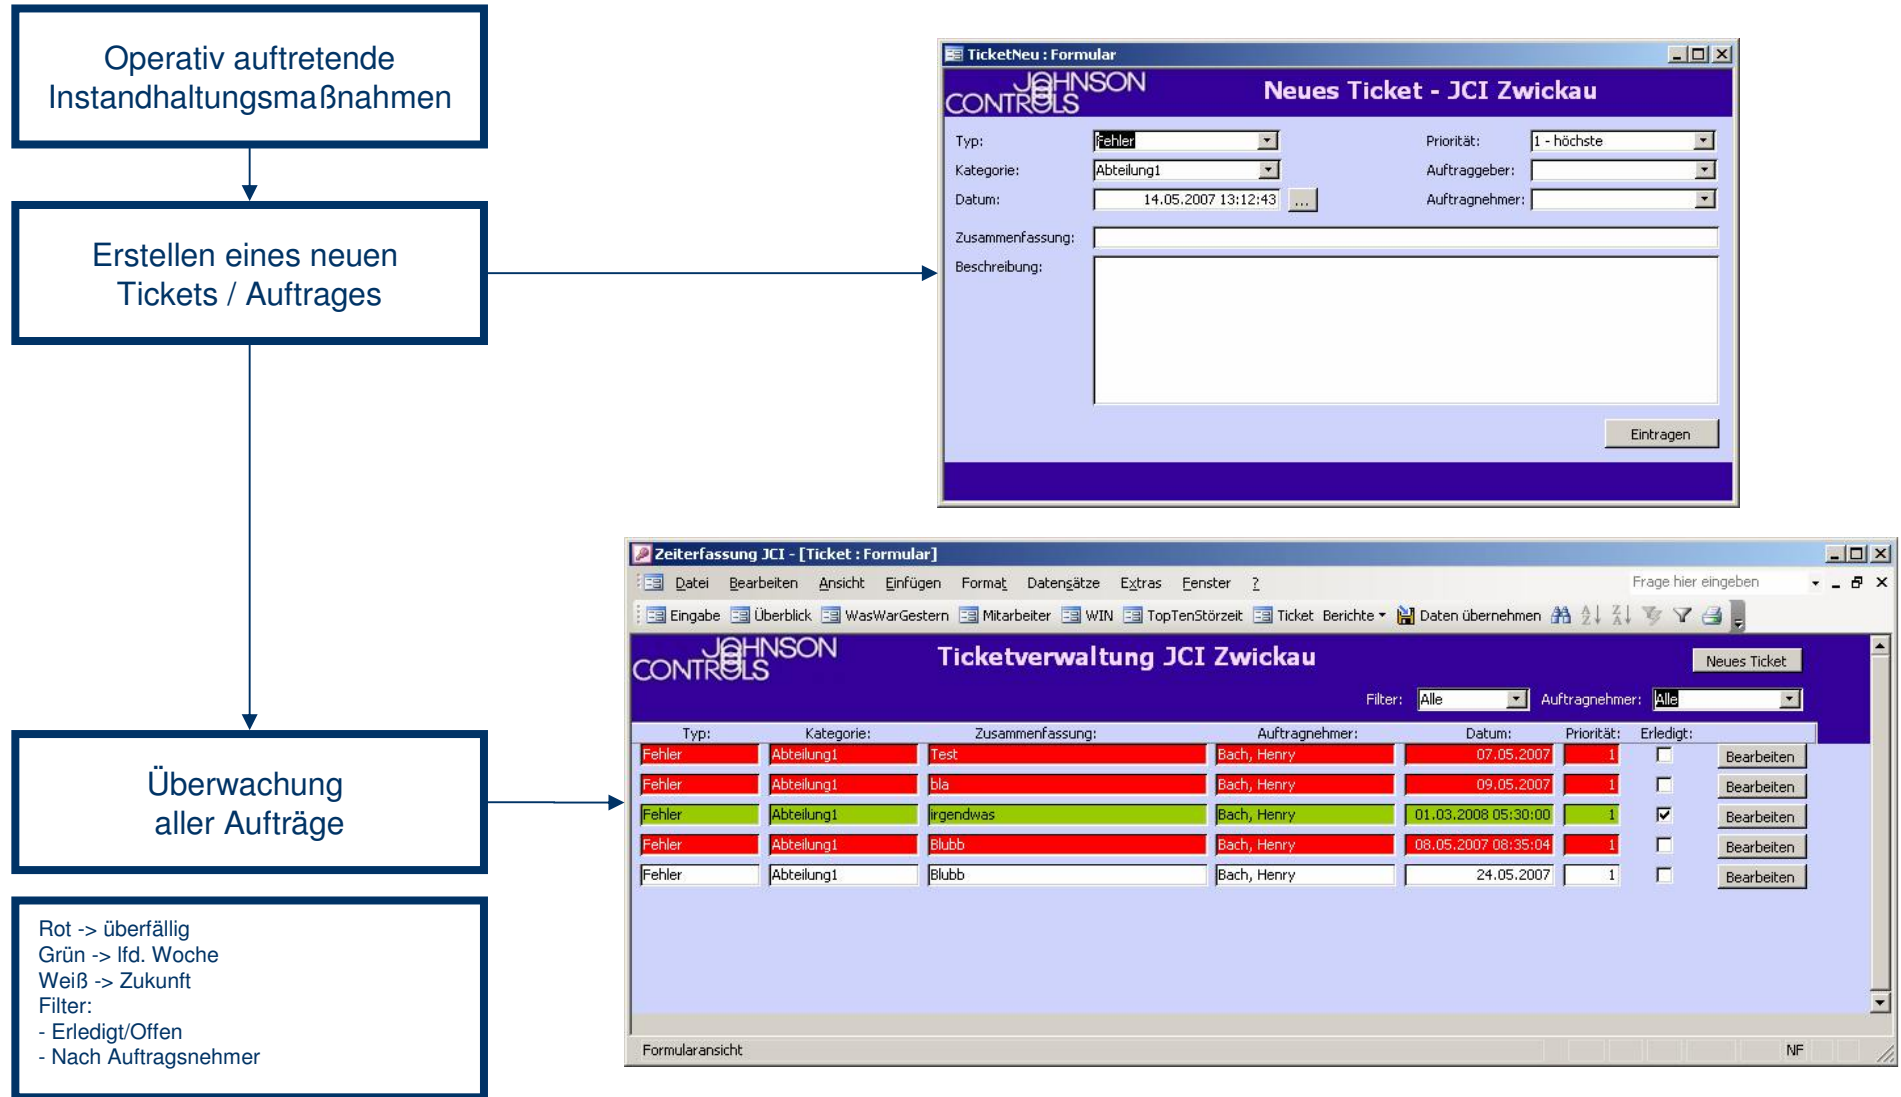 Operativ auftretende
Instandhaltungsmaßnahmen
Erstellen eines neuen
Tickets / Auftrages
Überwachung
aller Aufträge
Rot -> überfällig
Grün -> lfd. Woche
Weiß -> Zukunft
Filter:
- Erledigt/Offen
- Nach Auftragsnehmer
TicketNeu : Formular
JOHNSON
CONTROLS
Neues Ticket - JCI Zwickau
Typ: Fehler Priorität: 1 - höchste
Kategorie: Abteilung1 Auftraggeber:
Datum: 14.05.2007 13:12:43 ... Auftragnehmer:
Zusammenfassung:
Beschreibung:
Eintragen
Zeiterfassung JCI - [Ticket : Formular]
Datei Bearbeiten Ansicht Einfügen Format Datensätze Extras Fenster ? Frage hier eingeben
Eingabe Überblick WasWarGestern Mitarbeiter WIN TopTenStörzeit Ticket Berichte Daten übernehmen
JOHNSON
CONTROLS
Ticketverwaltung JCI Zwickau
Neues Ticket
Filter: Alle Auftragnehmer: Alle
Typ: Kategorie: Zusammenfassung: Auftragnehmer: Datum: Priorität: Erledigt:
Fehler Abteilung1 Test Bach, Henry 07.05.2007 1 Bearbeiten
Fehler Abteilung1 bla Bach, Henry 09.05.2007 1 Bearbeiten
Fehler Abteilung1 irgendwas Bach, Henry 01.03.2008 05:30:00 1 Bearbeiten
Fehler Abteilung1 Blubb Bach, Henry 08.05.2007 08:35:04 1 Bearbeiten
Fehler Abteilung1 Blubb Bach, Henry 24.05.2007 1 Bearbeiten
Formularansicht NF